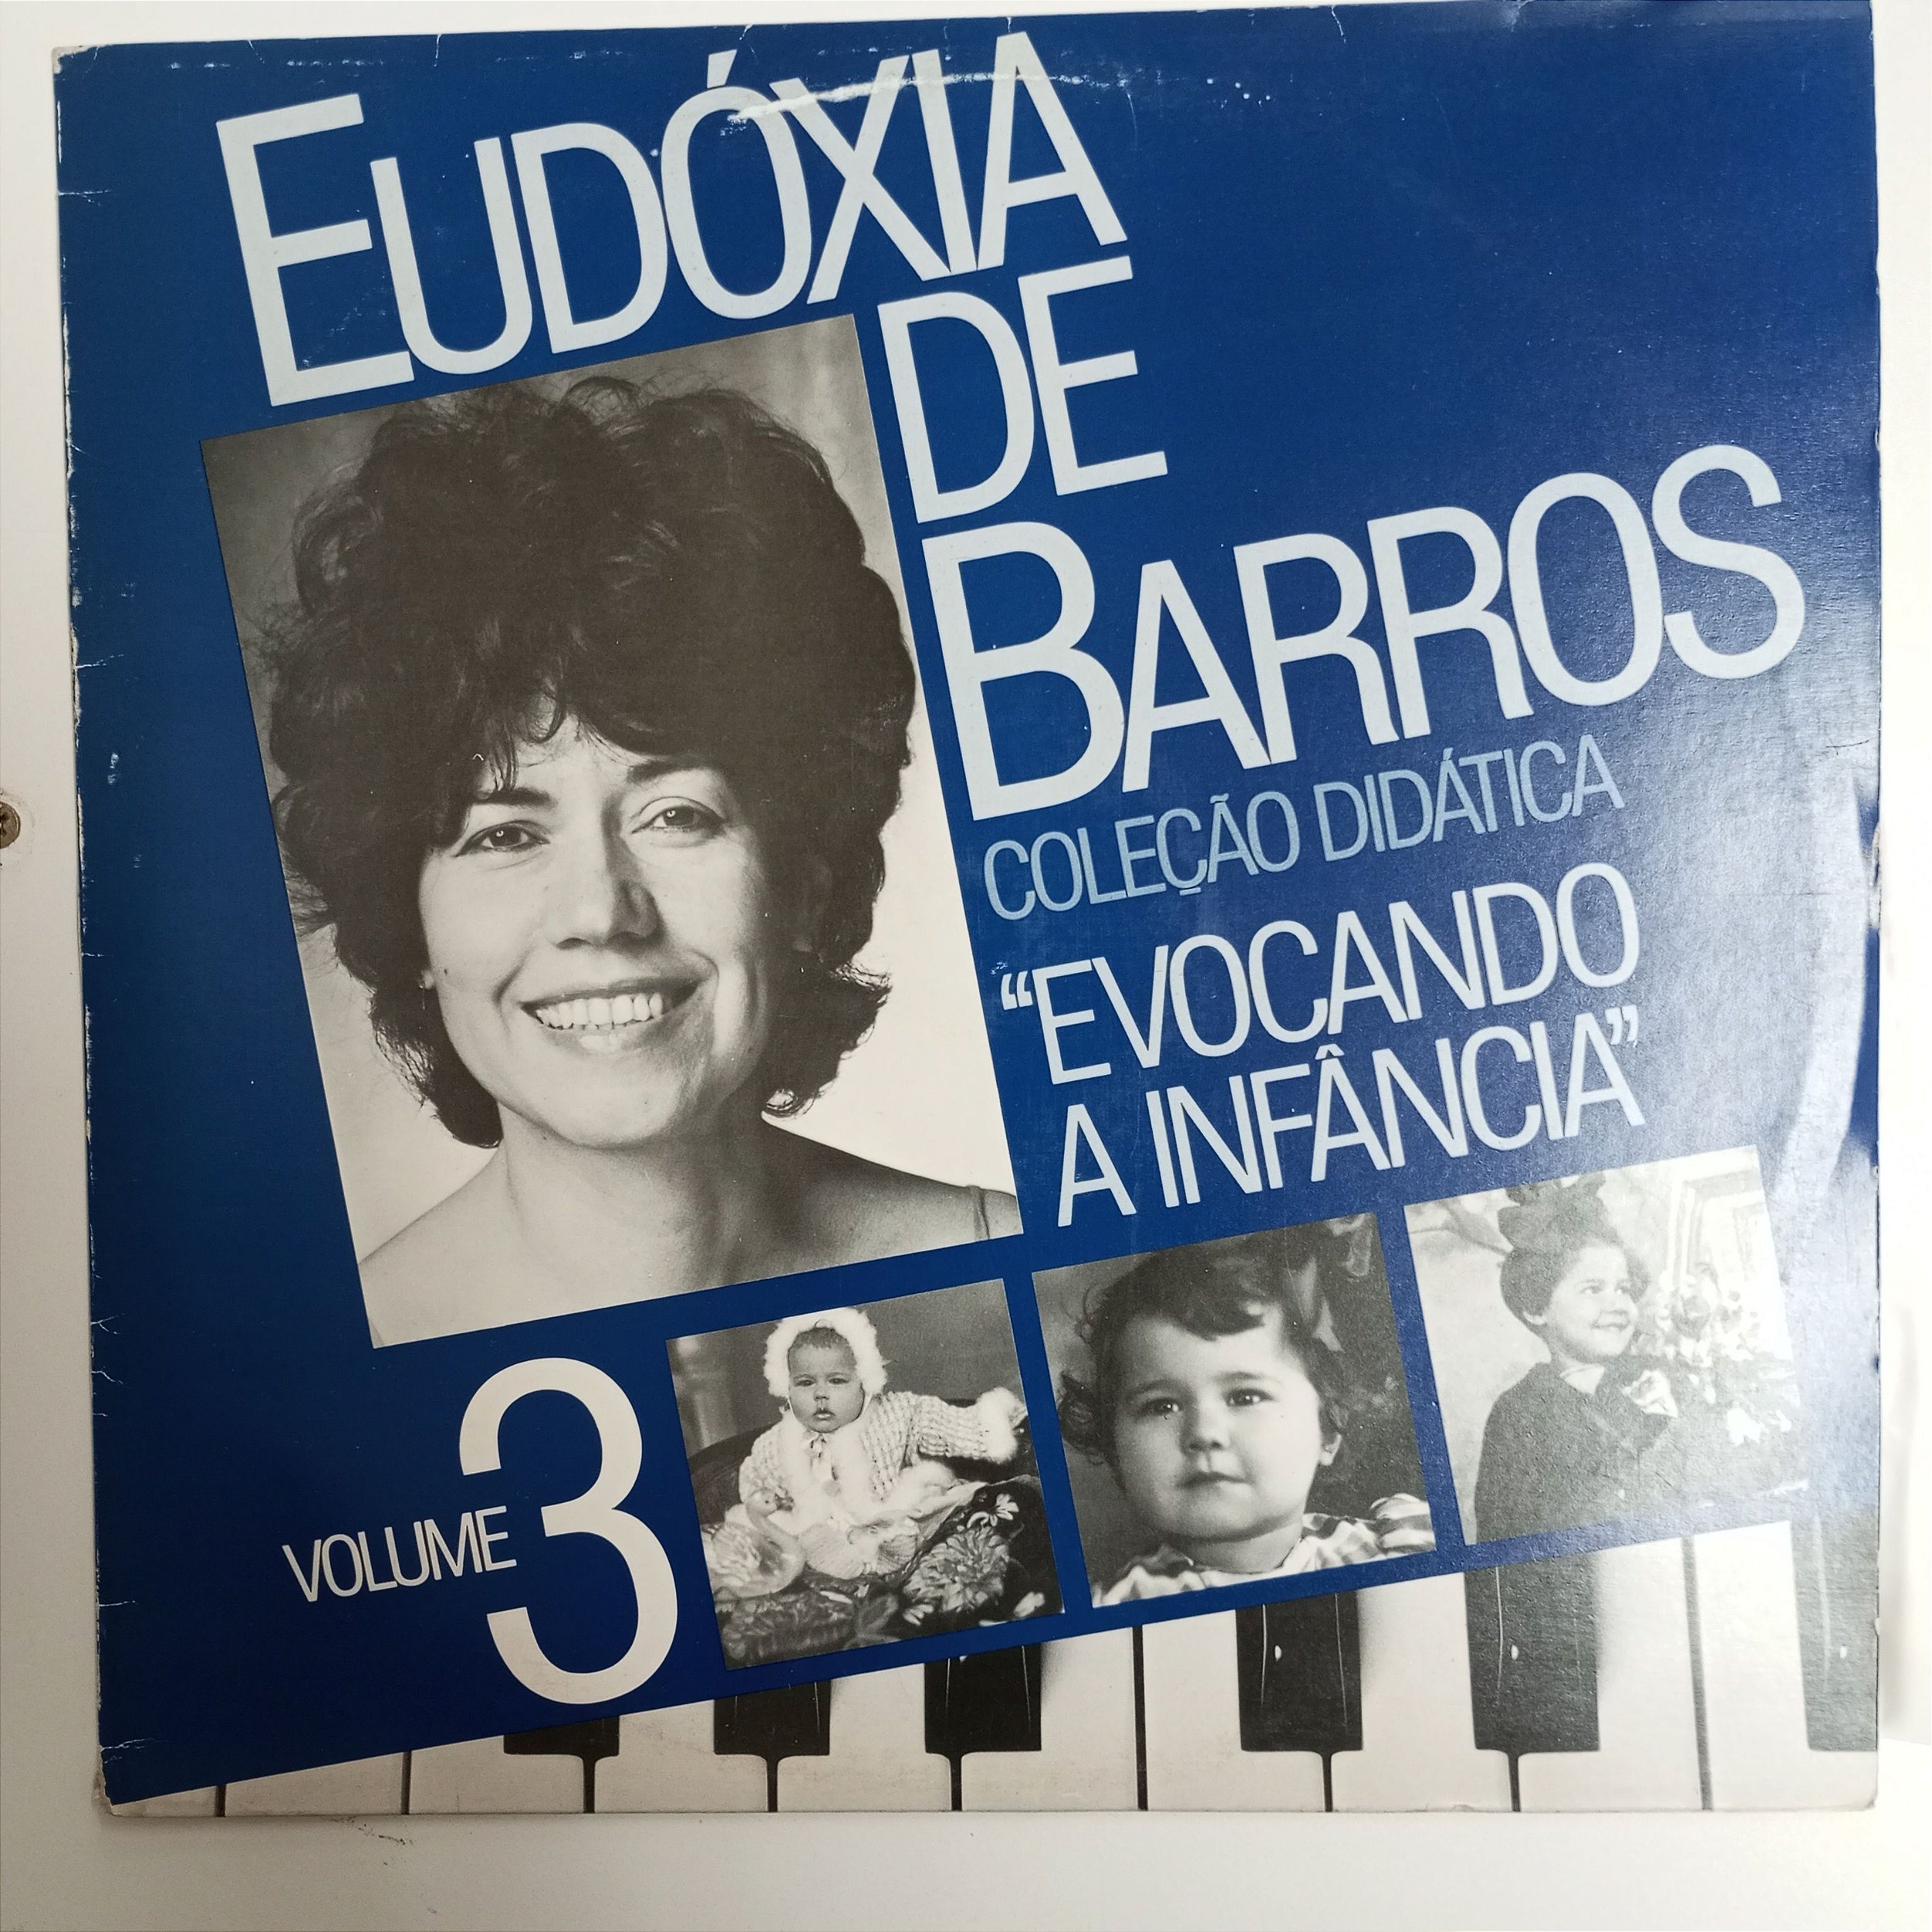 EUDÓXIA
DE
BARROS
COLEÇÃO DIDÁTICA
“EVOCANDO
A INFÂNCIA”
VOLUME 3